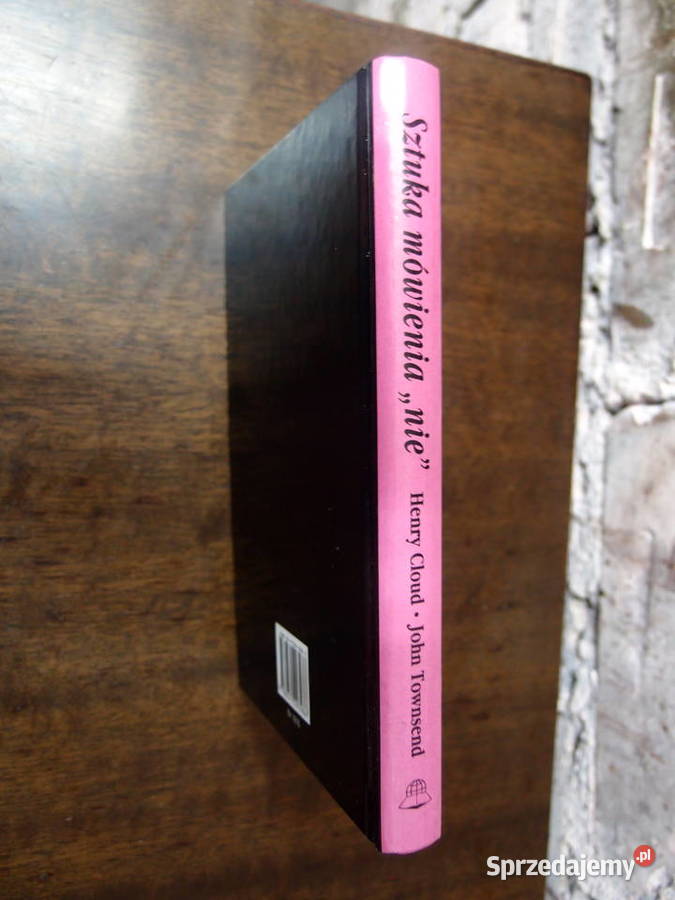 Sztuka mówienia „nie”
Henry Cloud • John Townsend
Sprzedajemy.pl